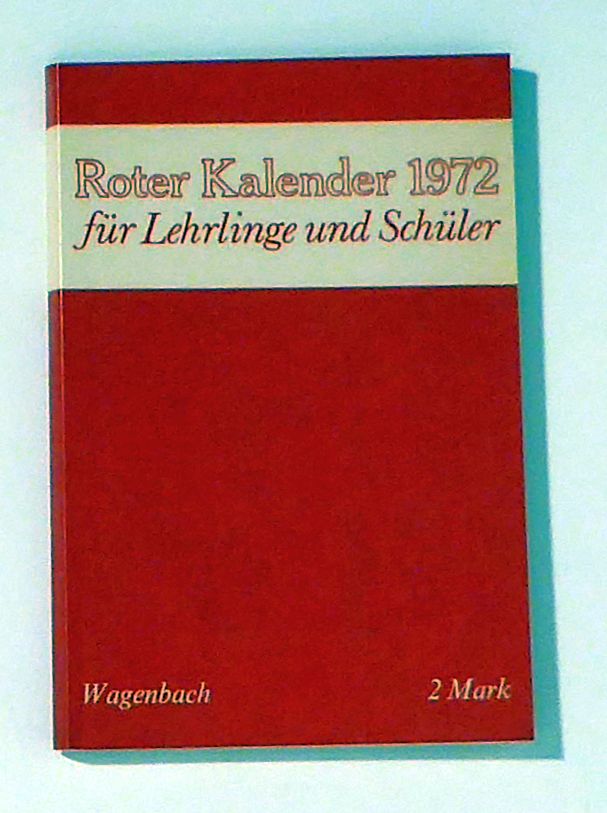 Roter Kalender 1972
für Lehrlinge und Schüler
Wagenbach
2 Mark